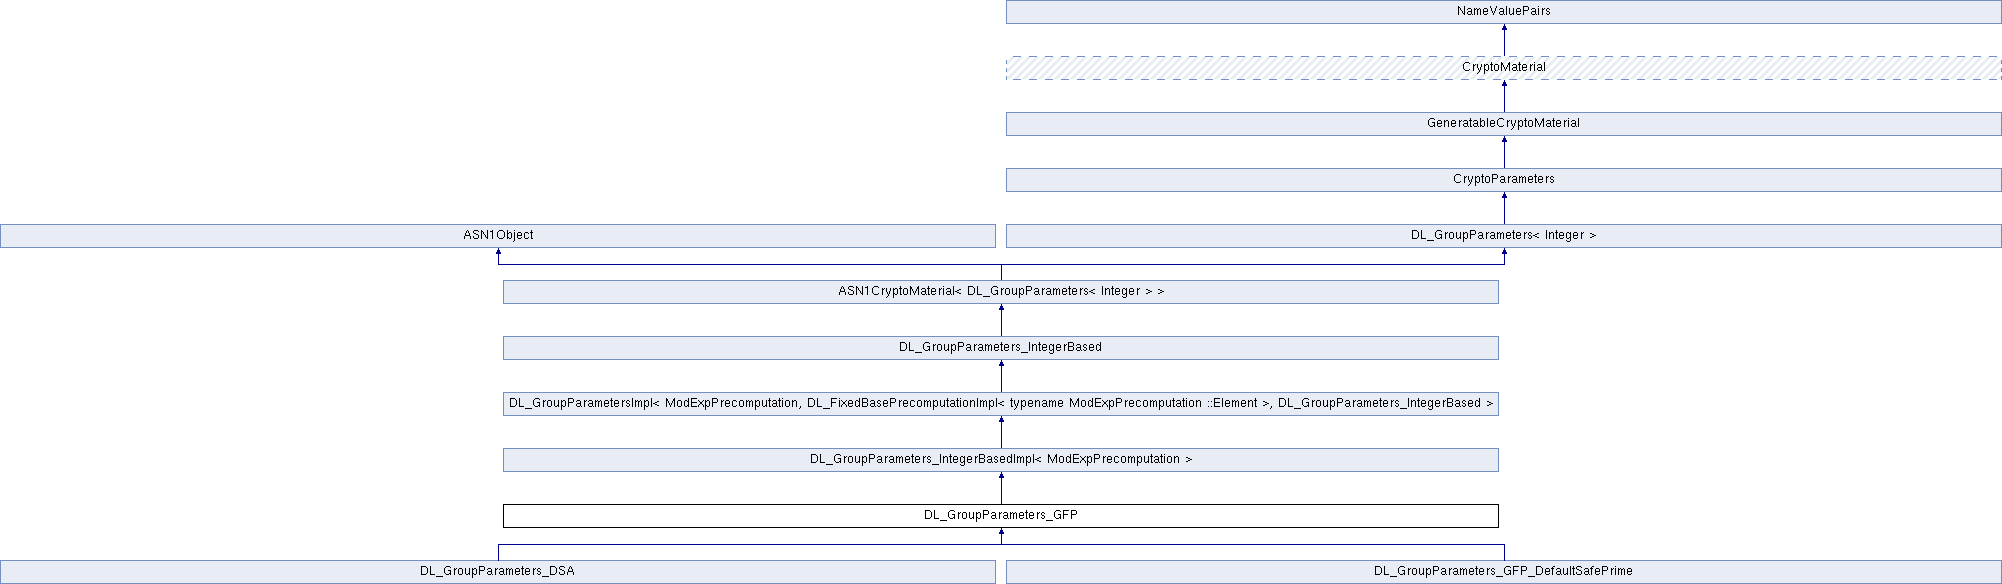 NameValuePairs
CryptoMaterial
GeneratableCryptoMaterial
CryptoParameters
ASN1Object
DL_GroupParameters< Integer >
ASN1CryptoMaterial< DL_GroupParameters< Integer > >
DL_GroupParameters_IntegerBased
DL_GroupParametersImpl< ModExpPrecomputation, DL_FixedBasePrecomputationImpl< typename ModExpPrecomputation ::Element >, DL_GroupParameters_IntegerBased >
DL_GroupParameters_IntegerBasedImpl< ModExpPrecomputation >
DL_GroupParameters_GFP
DL_GroupParameters_DSA
DL_GroupParameters_GFP_DefaultSafePrime